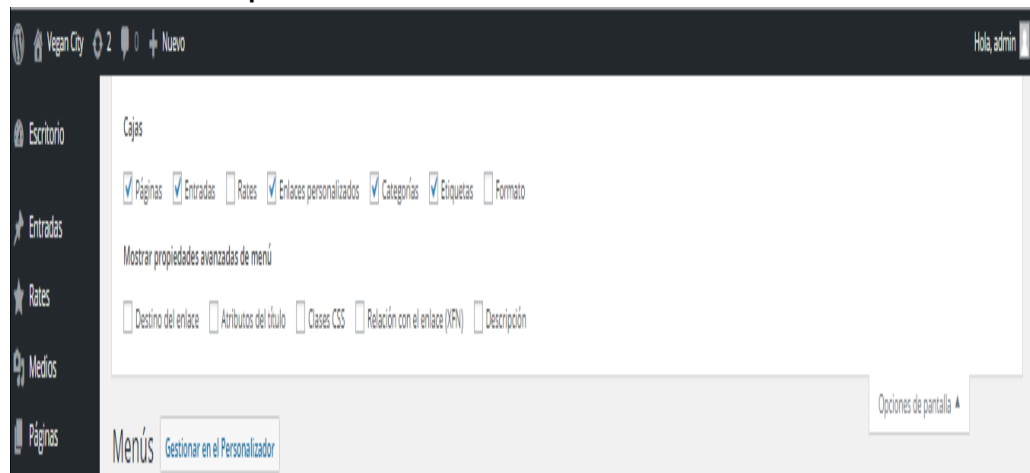 Vegan City 2 0 Nuevo Hola, admin
Escritorio
Entradas
Rates
Medios
Páginas
Cajas
Páginas Entradas Rates Enlaces personalizados Categorías Etiquetas Formato
Mostrar propiedades avanzadas de menú
Destino del enlace Atributos del título Clases CSS Relación con el enlace (XFN) Descripción
Opciones de pantalla
Menús Gestionar en el Personalizador